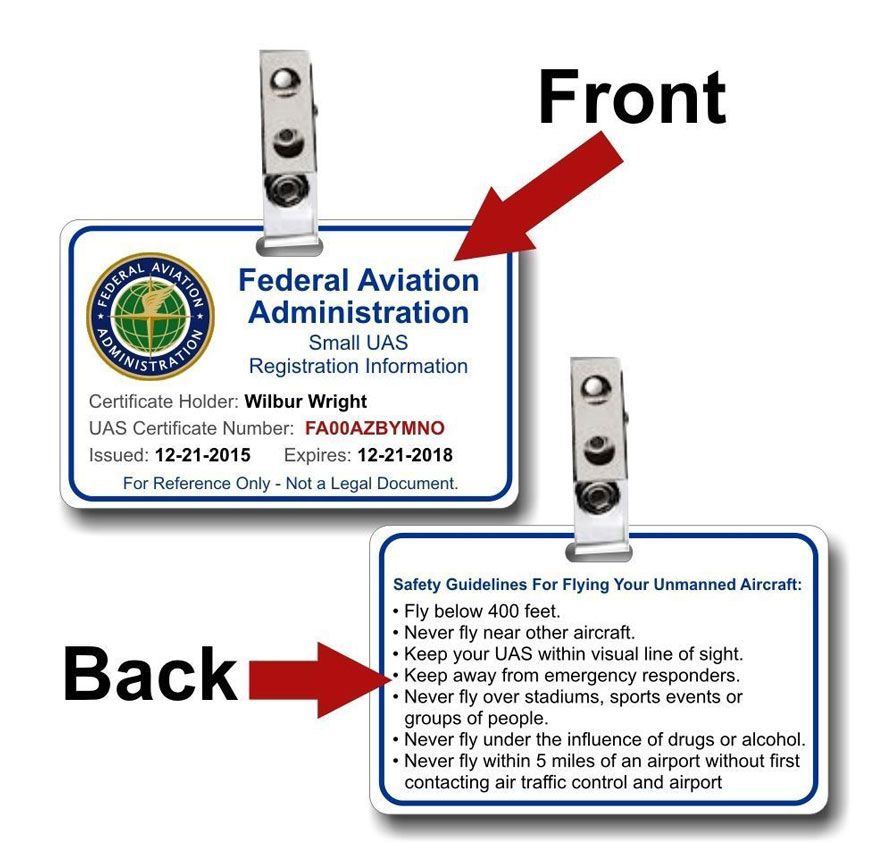 Front
FEDERAL AVIATION
ADMINISTRATION
Federal Aviation
Administration
Small UAS
Registration Information
Certificate Holder: Wilbur Wright
UAS Certificate Number: FA00AZBYMNO
Issued: 12-21-2015 Expires: 12-21-2018
For Reference Only - Not a Legal Document.
Back
Safety Guidelines For Flying Your Unmanned Aircraft:
• Fly below 400 feet.
• Never fly near other aircraft.
• Keep your UAS within visual line of sight.
• Keep away from emergency responders.
• Never fly over stadiums, sports events or
groups of people.
• Never fly under the influence of drugs or alcohol.
• Never fly within 5 miles of an airport without first
contacting air traffic control and airport